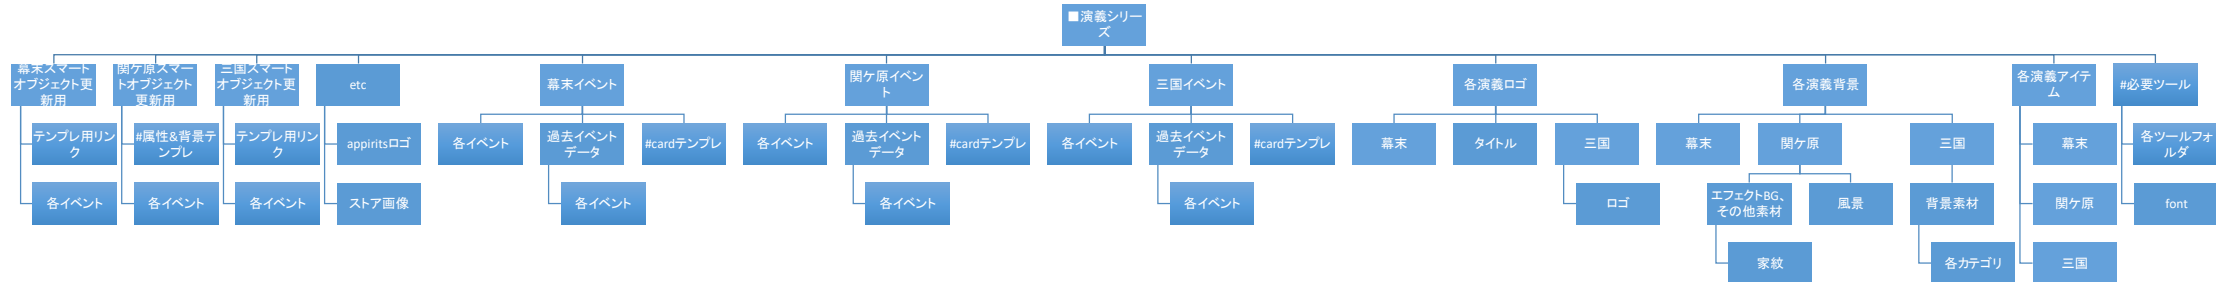 ■演義シリー
ズ
幕末スマート
オブジェクト更
新用
関ケ原スマー
トオブジェクト
更新用
三国スマート
オブジェクト更
新用
etc
幕末イベント
関ケ原イベン
ト
三国イベント
各演義ロゴ
各演義背景
各演義アイテ
ム
#必要ツール
テンプレ用リン
ク
#属性&背景テ
ンプレ
テンプレ用リン
ク
appiritsロゴ
各イベント
過去イベント
データ
#cardテンプレ
各イベント
過去イベント
データ
#cardテンプレ
各イベント
過去イベント
データ
#cardテンプレ
幕末
タイトル
三国
幕末
関ケ原
三国
幕末
各ツールフォ
ルダ
各イベント
各イベント
各イベント
ストア画像
各イベント
各イベント
各イベント
ロゴ
エフェクトBG、
その他素材
風景
背景素材
関ケ原
font
家紋
各カテゴリ
三国